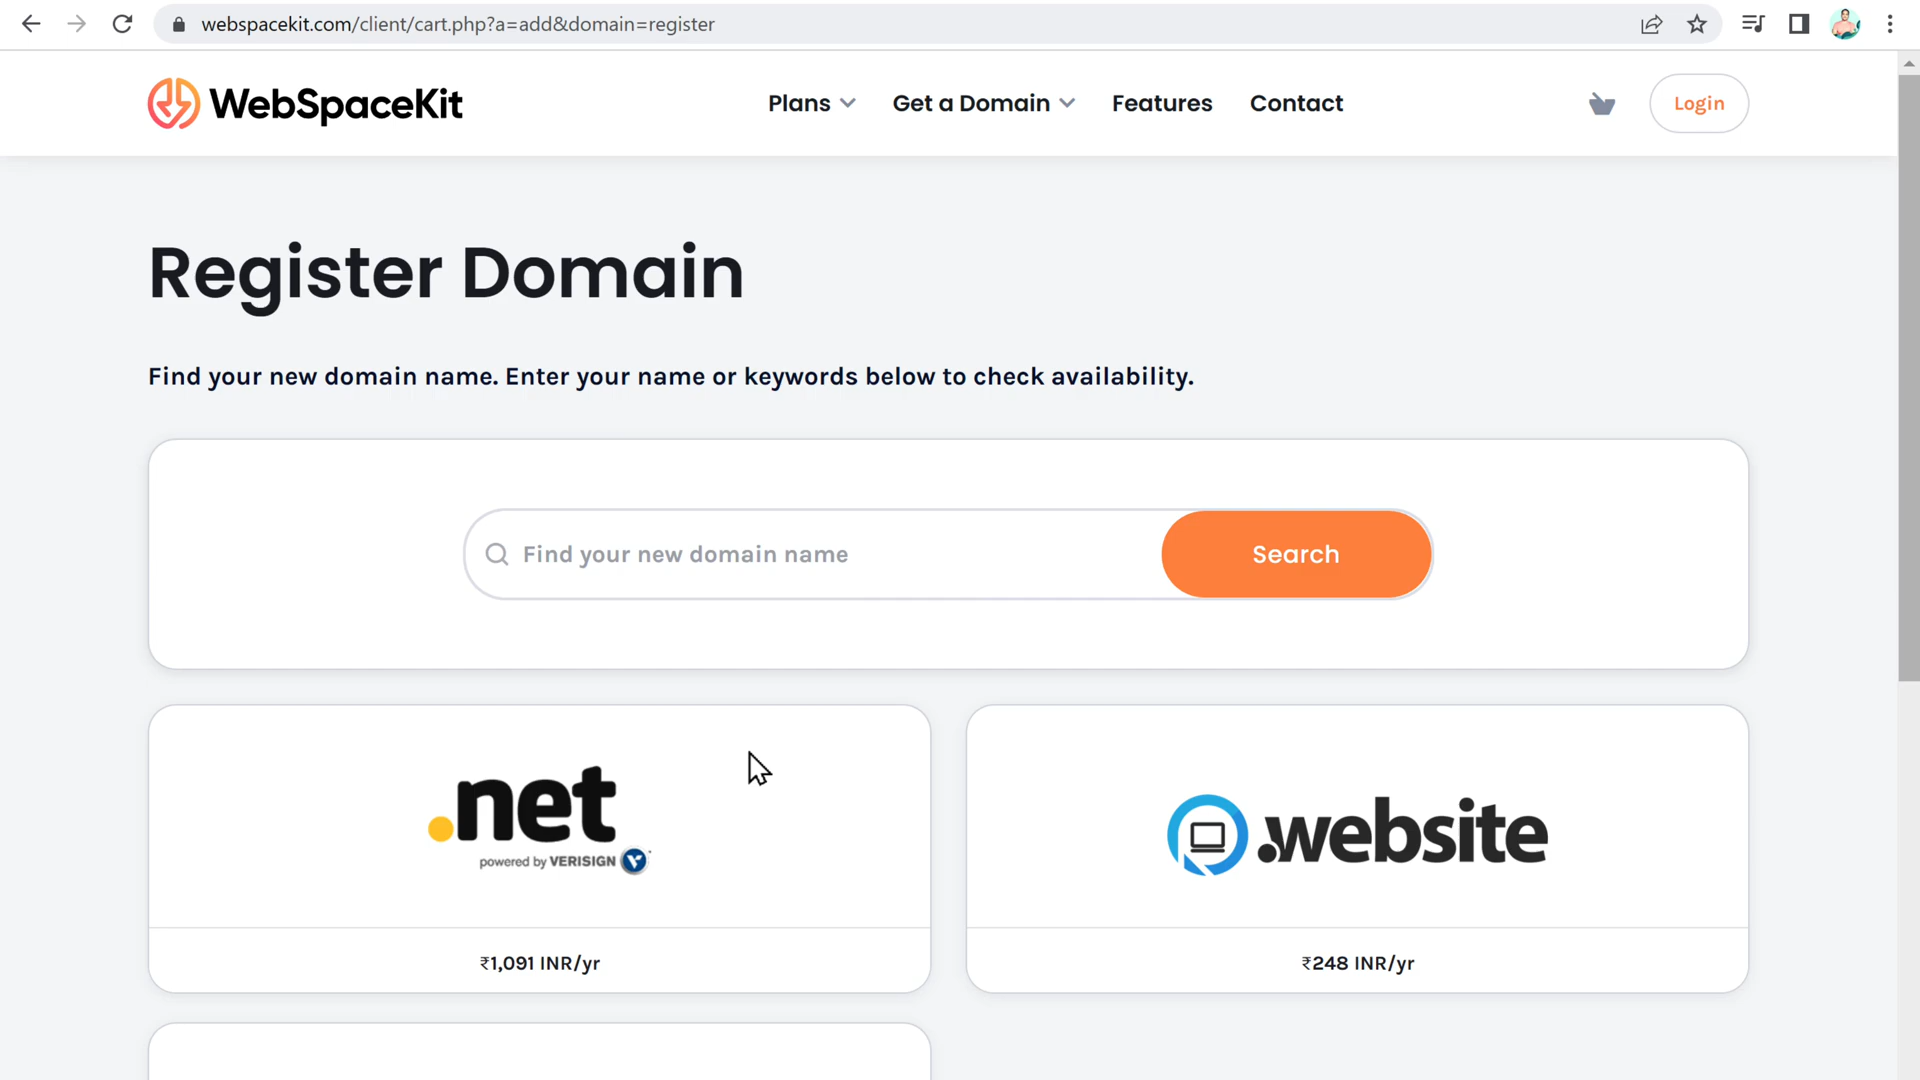 webspacekit.com/client/cart.php?a=add&domain=register
WebSpaceKit
Plans
Get a Domain
Features
Contact
Login
Register Domain
Find your new domain name. Enter your name or keywords below to check availability.
Find your new domain name
Search
.net
powered by VERISIGN
.website
₹1,091 INR/yr
₹248 INR/yr